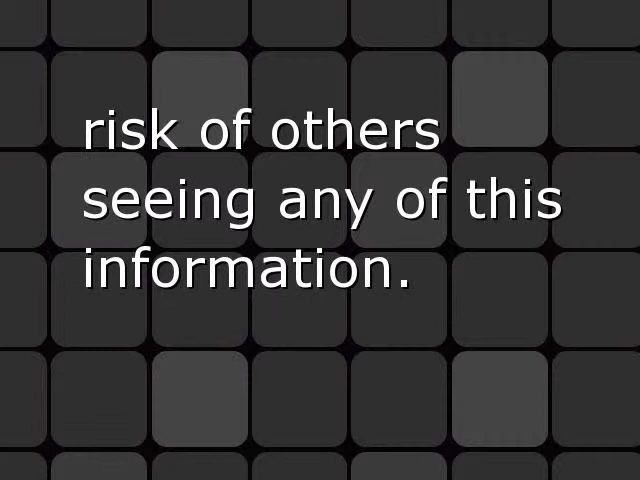 risk of others
seeing any of this
information.